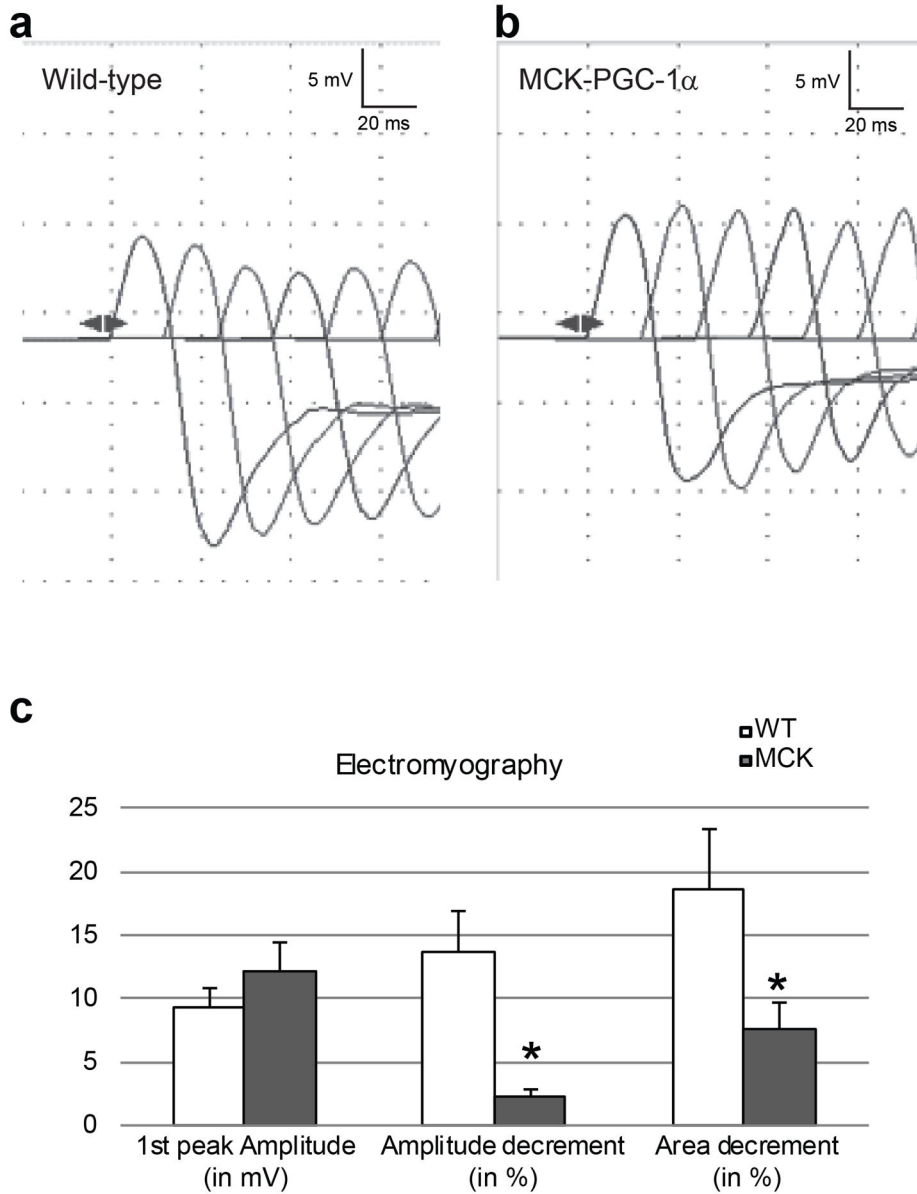 a
Wild-type
5 mV
20 ms
b
MCK-PGC-1α
5 mV
20 ms
c
Electromyography
WT
MCK
25
20
15
10
5
0
*
*
1st peak Amplitude
(in mV)
Amplitude decrement
(in %)
Area decrement
(in %)